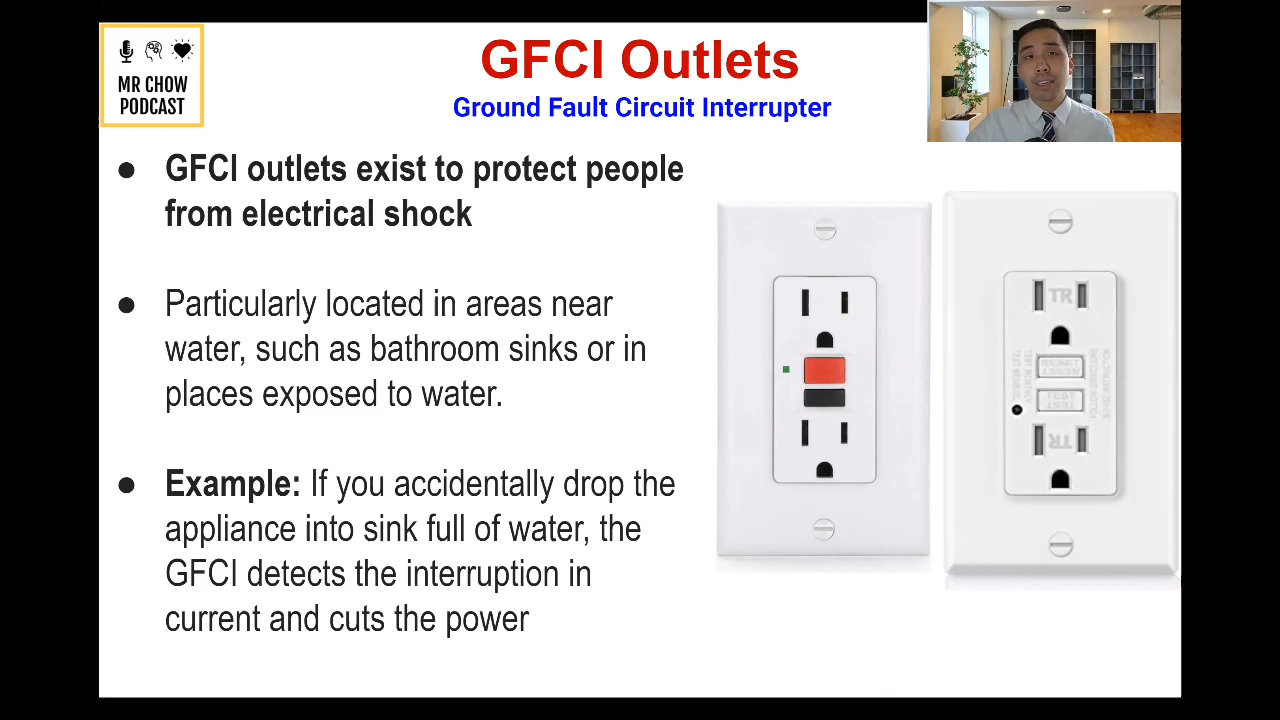 MR CHOW
PODCAST
GFCI Outlets
Ground Fault Circuit Interrupter
● GFCI outlets exist to protect people
from electrical shock
● Particularly located in areas near
water, such as bathroom sinks or in
places exposed to water.
● Example: If you accidentally drop the
appliance into sink full of water, the
GFCI detects the interruption in
current and cuts the power
TR
RESET
TEST
TR